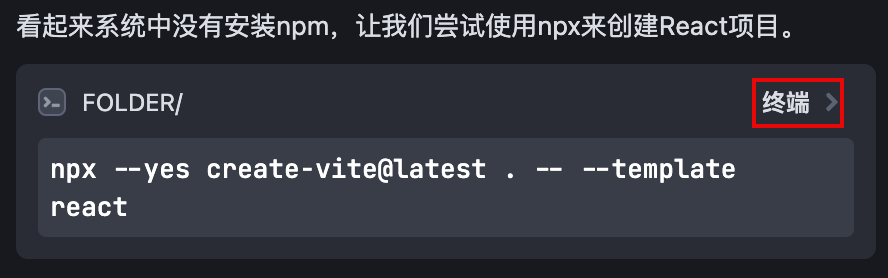 看起来系统中没有安装npm，让我们尝试使用npx来创建React项目。
FOLDER/
终端
npx --yes create-vite@latest . -- --template
react